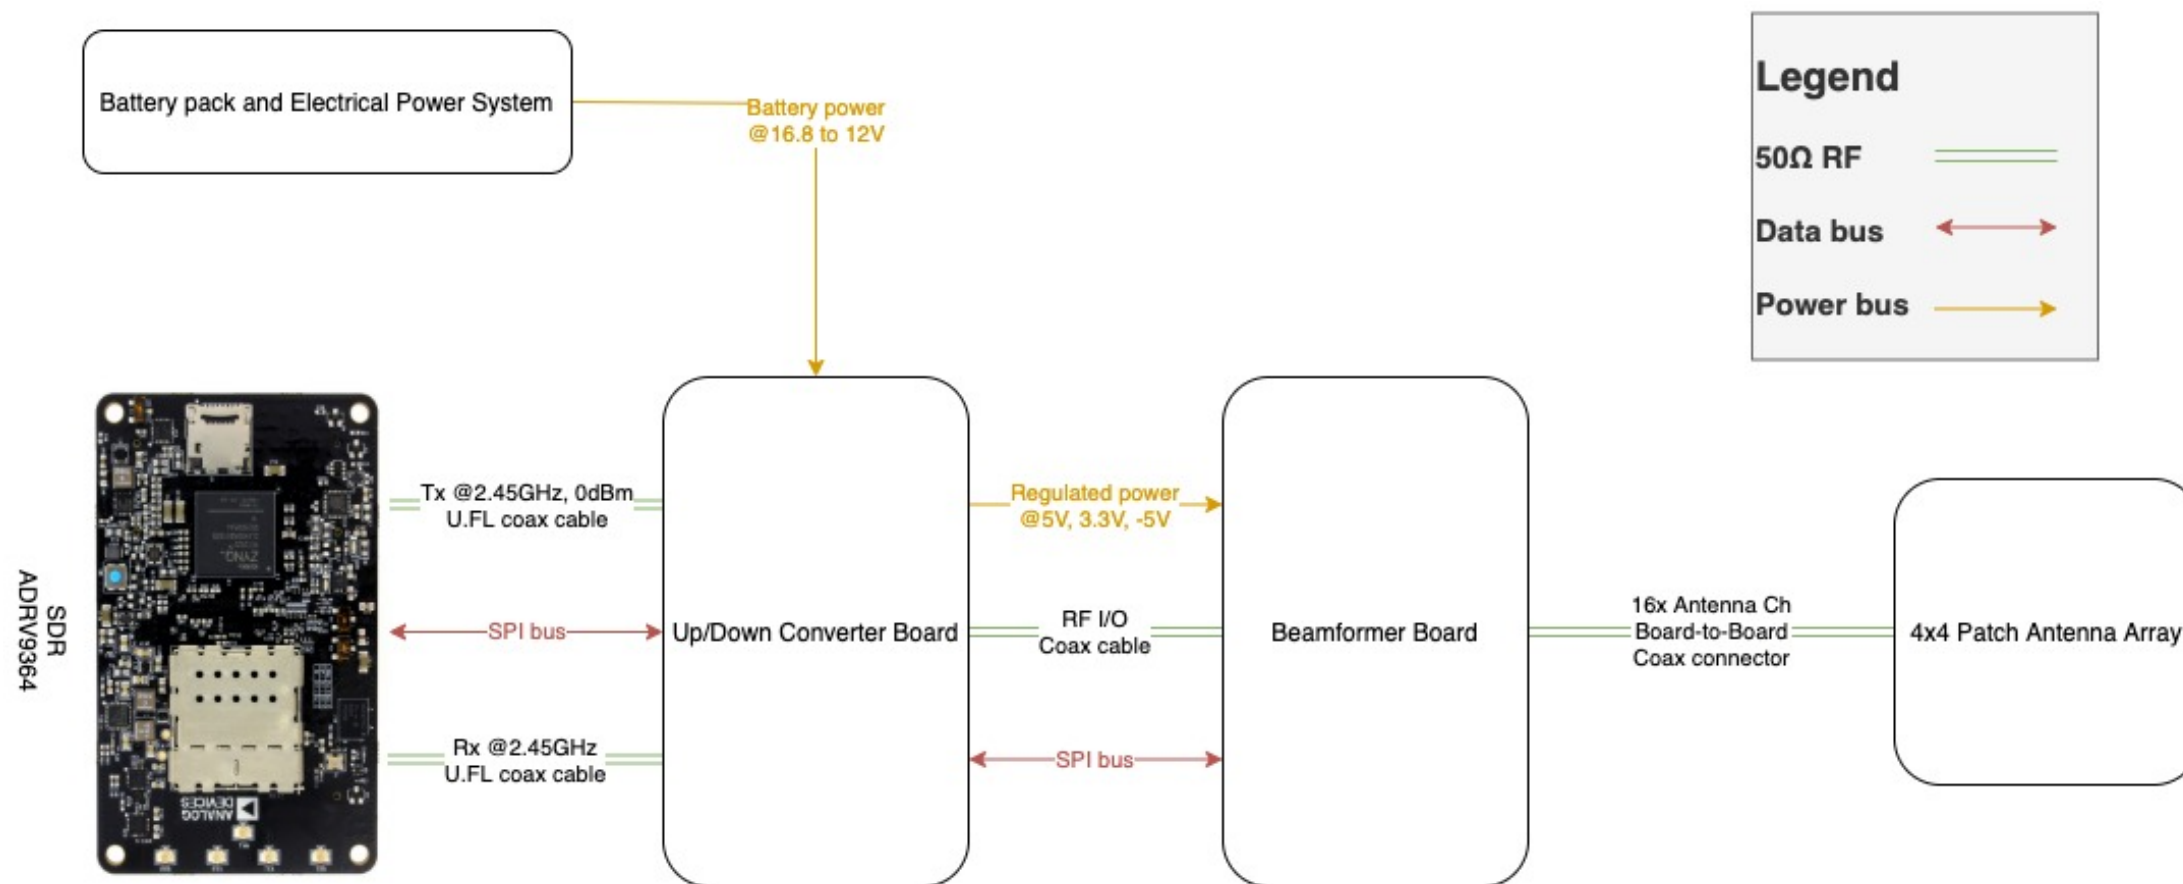 Battery pack and Electrical Power System
Battery power
@16.8 to 12V
Legend
50Ω RF
Data bus
Power bus
SDR
ADRV9364
ZYNQ
ANALOG
DEVICES
Tx @2.45GHz, 0dBm
U.FL coax cable
SPI bus
Rx @2.45GHz
U.FL coax cable
Up/Down Converter Board
Regulated power
@5V, 3.3V, -5V
RF I/O
Coax cable
SPI bus
Beamformer Board
16x Antenna Ch
Board-to-Board
Coax connector
4x4 Patch Antenna Array